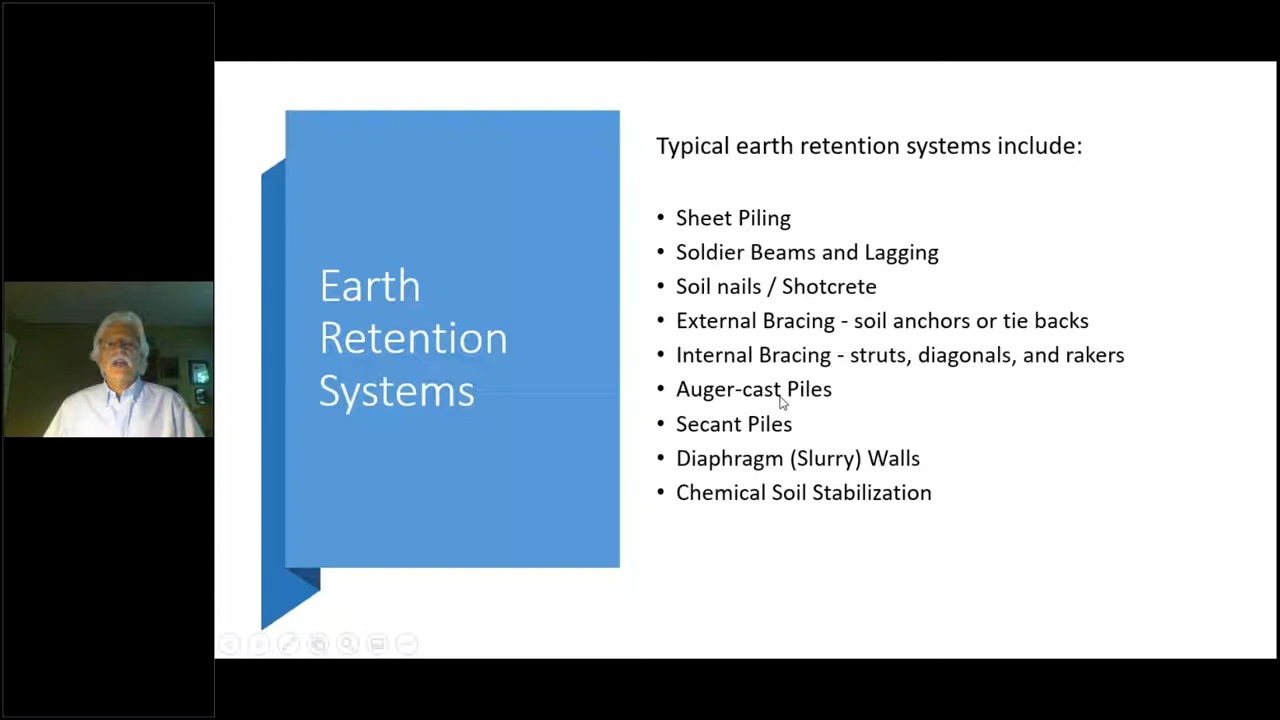 Earth
Retention
Systems
Typical earth retention systems include:
• Sheet Piling
• Soldier Beams and Lagging
• Soil nails / Shotcrete
• External Bracing - soil anchors or tie backs
• Internal Bracing - struts, diagonals, and rakers
• Auger-cast Piles
• Secant Piles
• Diaphragm (Slurry) Walls
• Chemical Soil Stabilization